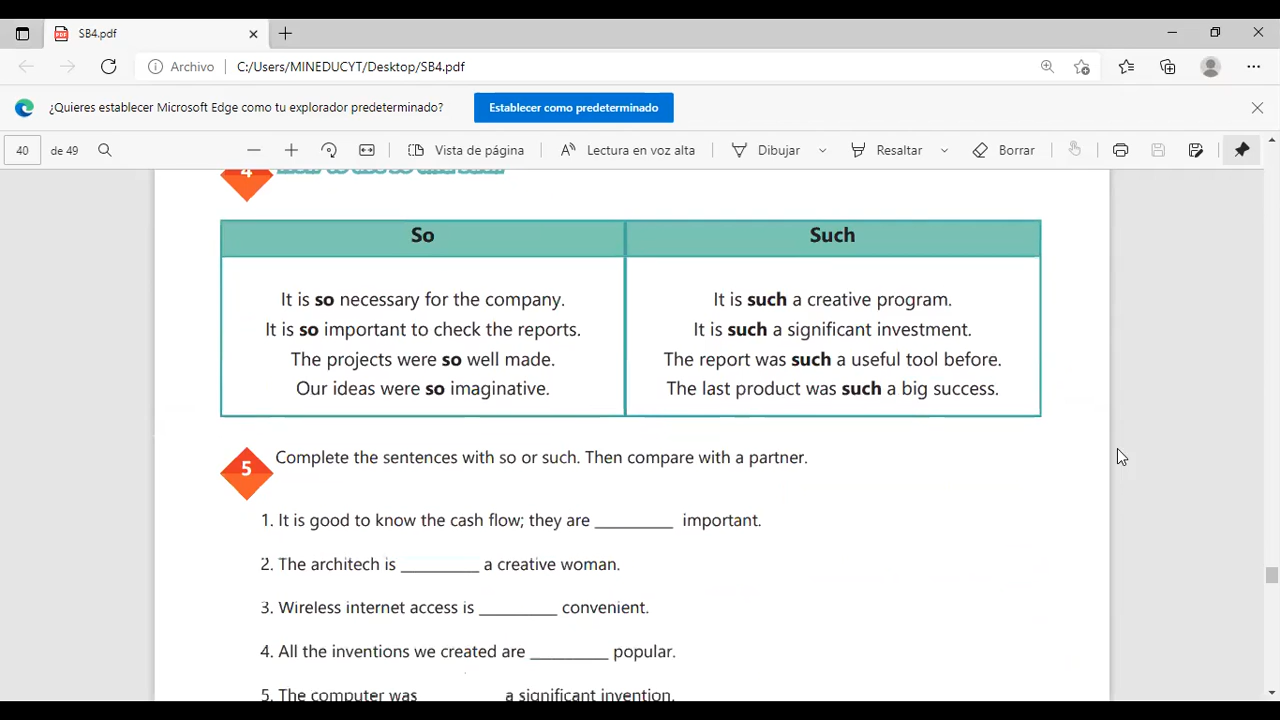 SB4.pdf
Archivo C:/Users/MINEDUCYT/Desktop/SB4.pdf
¿Quieres establecer Microsoft Edge como tu explorador predeterminado? Establecer como predeterminado
40 de 49 Vista de página Lectura en voz alta Dibujar Resaltar Borrar
4
So Such
It is so necessary for the company.
It is so important to check the reports.
The projects were so well made.
Our ideas were so imaginative.
It is such a creative program.
It is such a significant investment.
The report was such a useful tool before.
The last product was such a big success.
5 Complete the sentences with so or such. Then compare with a partner.
1. It is good to know the cash flow; they are _________ important.
2. The architech is _________ a creative woman.
3. Wireless internet access is _________ convenient.
4. All the inventions we created are _________ popular.
5. The computer was _________ a significant invention.